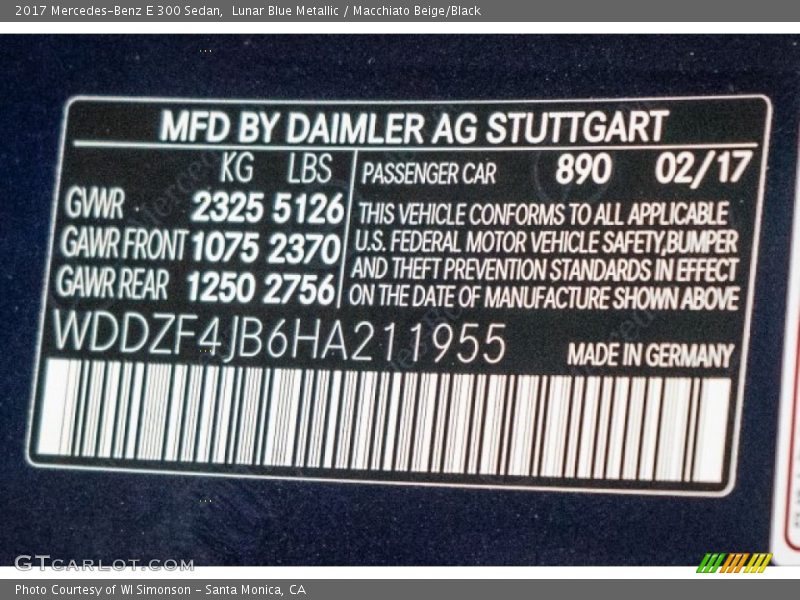 2017 Mercedes-Benz E 300 Sedan, Lunar Blue Metallic / Macchiato Beige/Black
MFD BY DAIMLER AG STUTTGART
KG LBS
GVWR 2325 5126
GAWR FRONT 1075 2370
GAWR REAR 1250 2756
PASSENGER CAR 890 02/17
THIS VEHICLE CONFORMS TO ALL APPLICABLE
U.S. FEDERAL MOTOR VEHICLE SAFETY,BUMPER
AND THEFT PREVENTION STANDARDS IN EFFECT
ON THE DATE OF MANUFACTURE SHOWN ABOVE
WDDZF4JB6HA211955
MADE IN GERMANY
GTCARLOT.COM
Photo Courtesy of WI Simonson - Santa Monica, CA